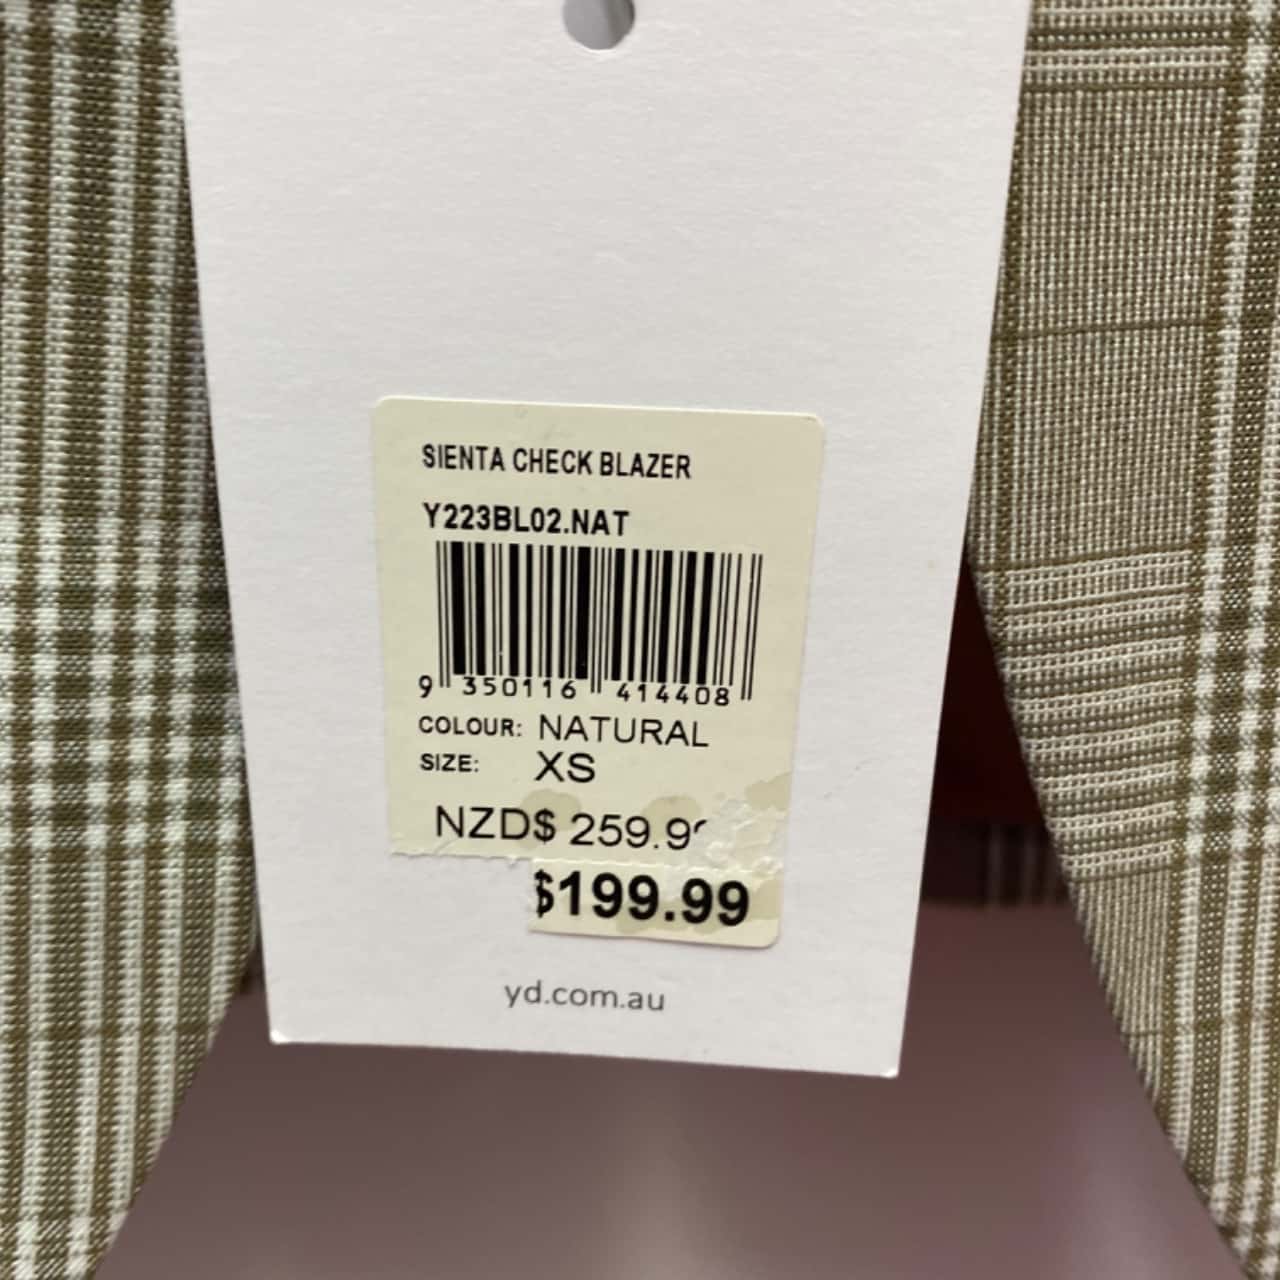 SIENTA CHECK BLAZER
Y223BL02.NAT
9 350116 414408
COLOUR: NATURAL
SIZE: XS
NZD$ 259.9
$199.99
yd.com.au